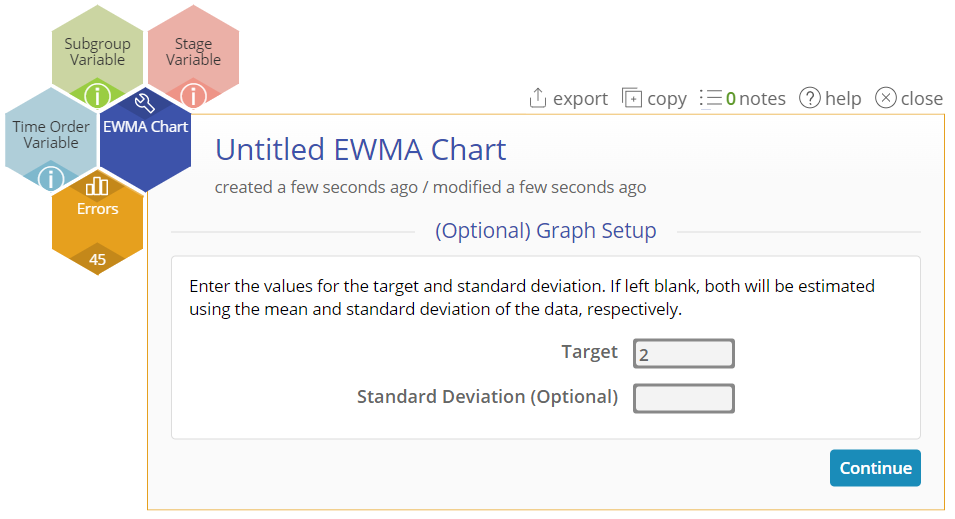 Subgroup
Variable
Stage
Variable
Time Order
Variable
EWMA Chart
Errors
45
export copy 0 notes help close
Untitled EWMA Chart
created a few seconds ago / modified a few seconds ago
(Optional) Graph Setup
Enter the values for the target and standard deviation. If left blank, both will be estimated
using the mean and standard deviation of the data, respectively.
Target 2
Standard Deviation (Optional)
Continue